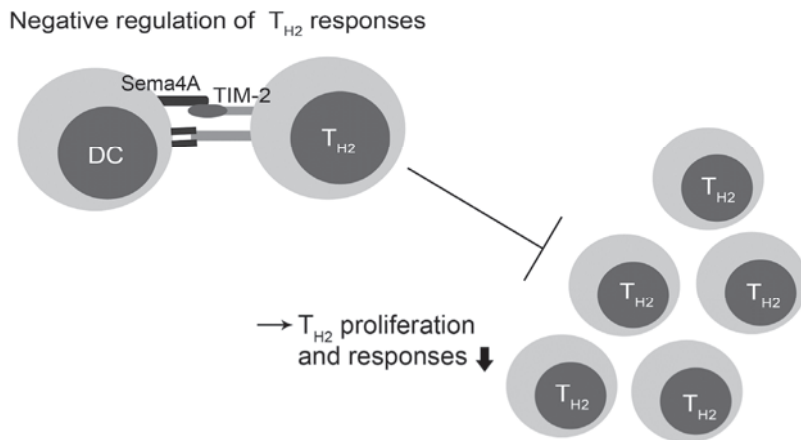 Negative regulation of TH2 responses
Sema4A
TIM-2
DC
TH2
TH2
TH2
TH2
→ TH2 proliferation
and responses ⬇
TH2
TH2